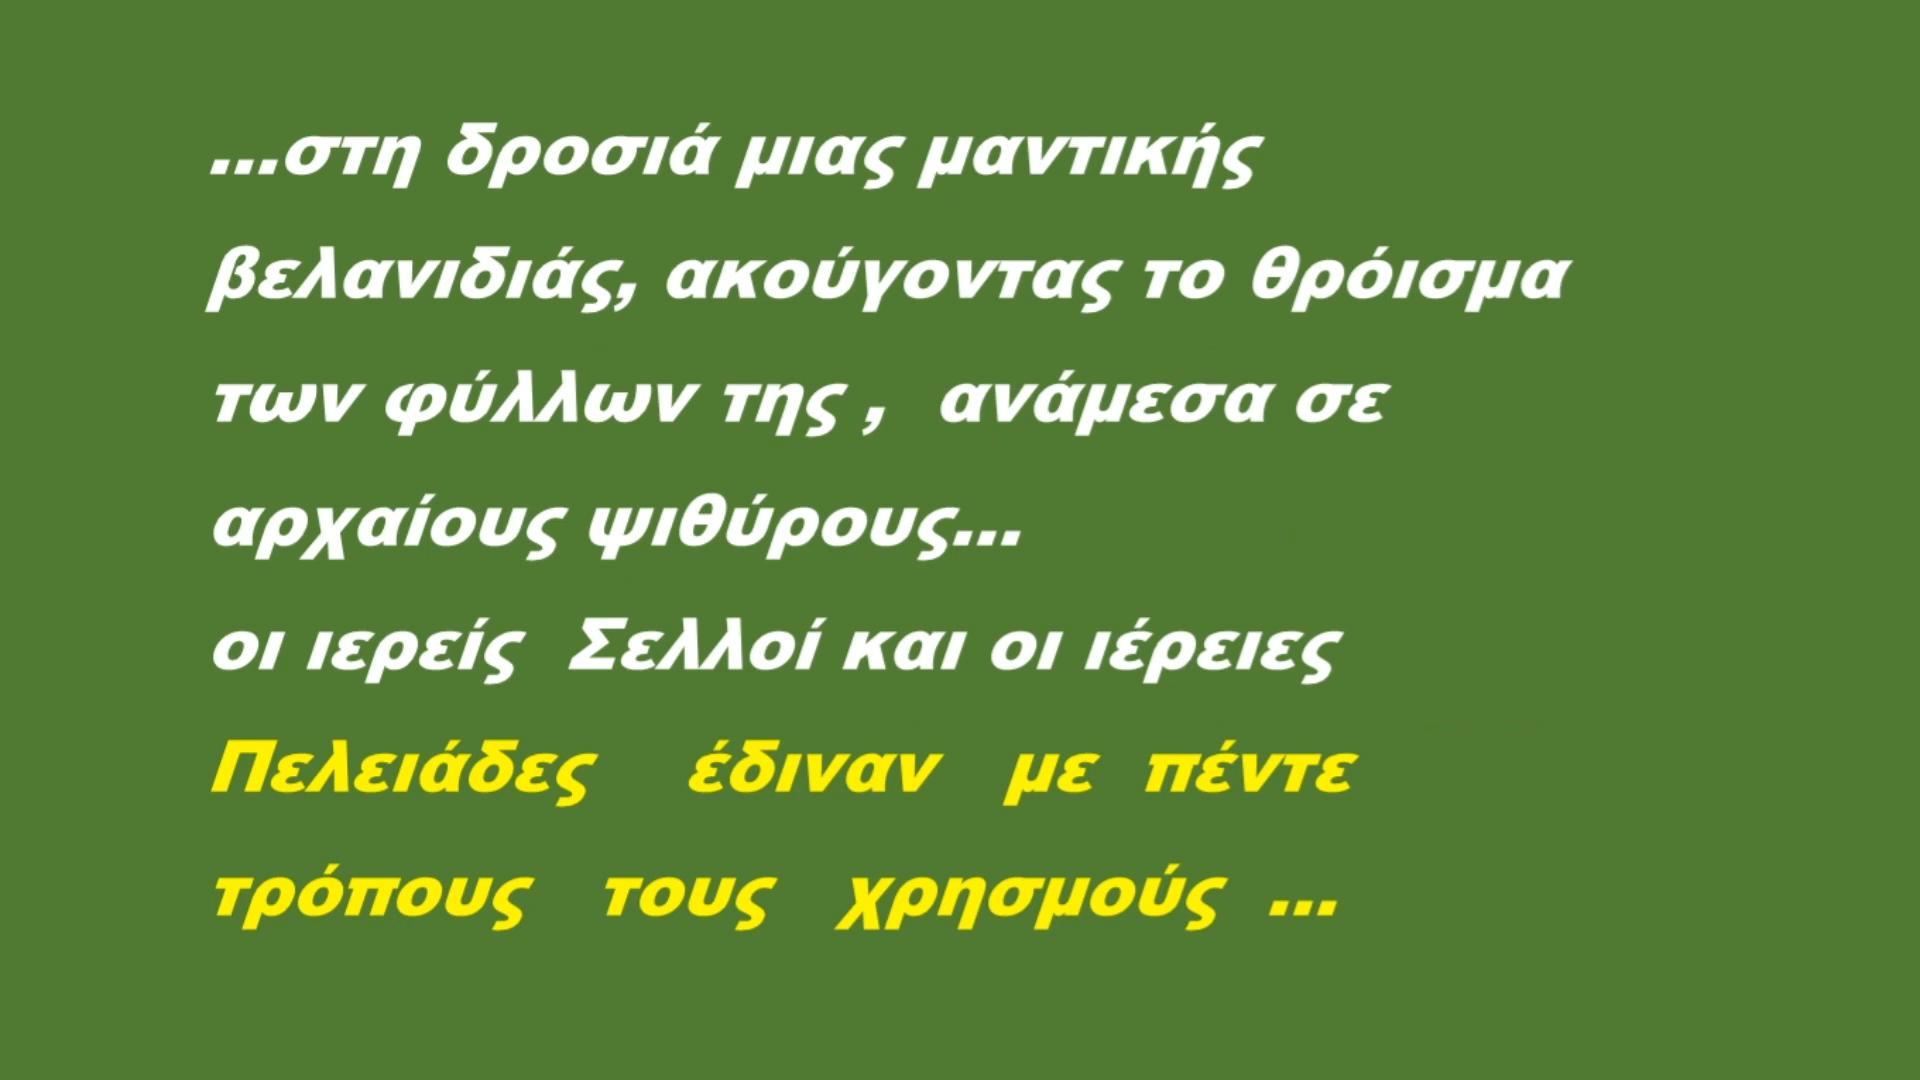 ...στη δροσιά μιας μαντικής
βελανιδιάς, ακούγοντας το θρόισμα
των φύλλων της ,  ανάμεσα σε
αρχαίους ψιθύρους...
οι ιερείς  Σελλοί και οι ιέρειες
Πελειάδες    έδιναν   με  πέντε
τρόπους   τους   χρησμούς  ...